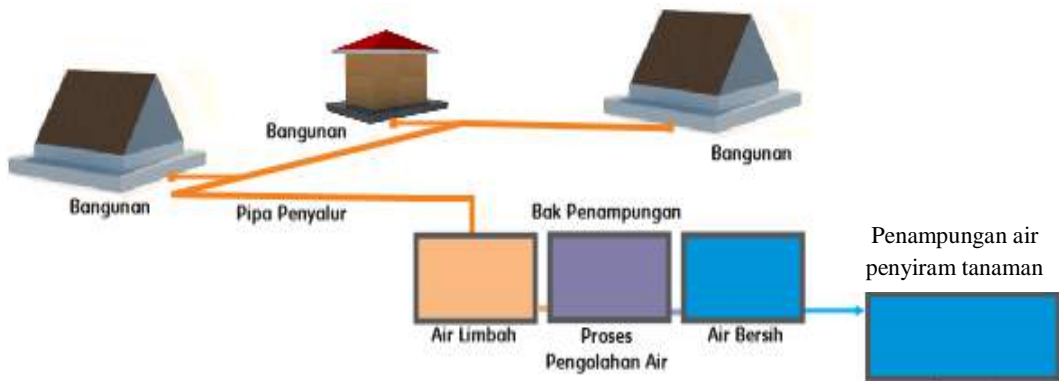 Bangunan
Bangunan
Bangunan
Pipa Penyalur
Bak Penampungan
Penampungan air
penyiram tanaman
Air Limbah
Proses
Pengolahan Air
Air Bersih